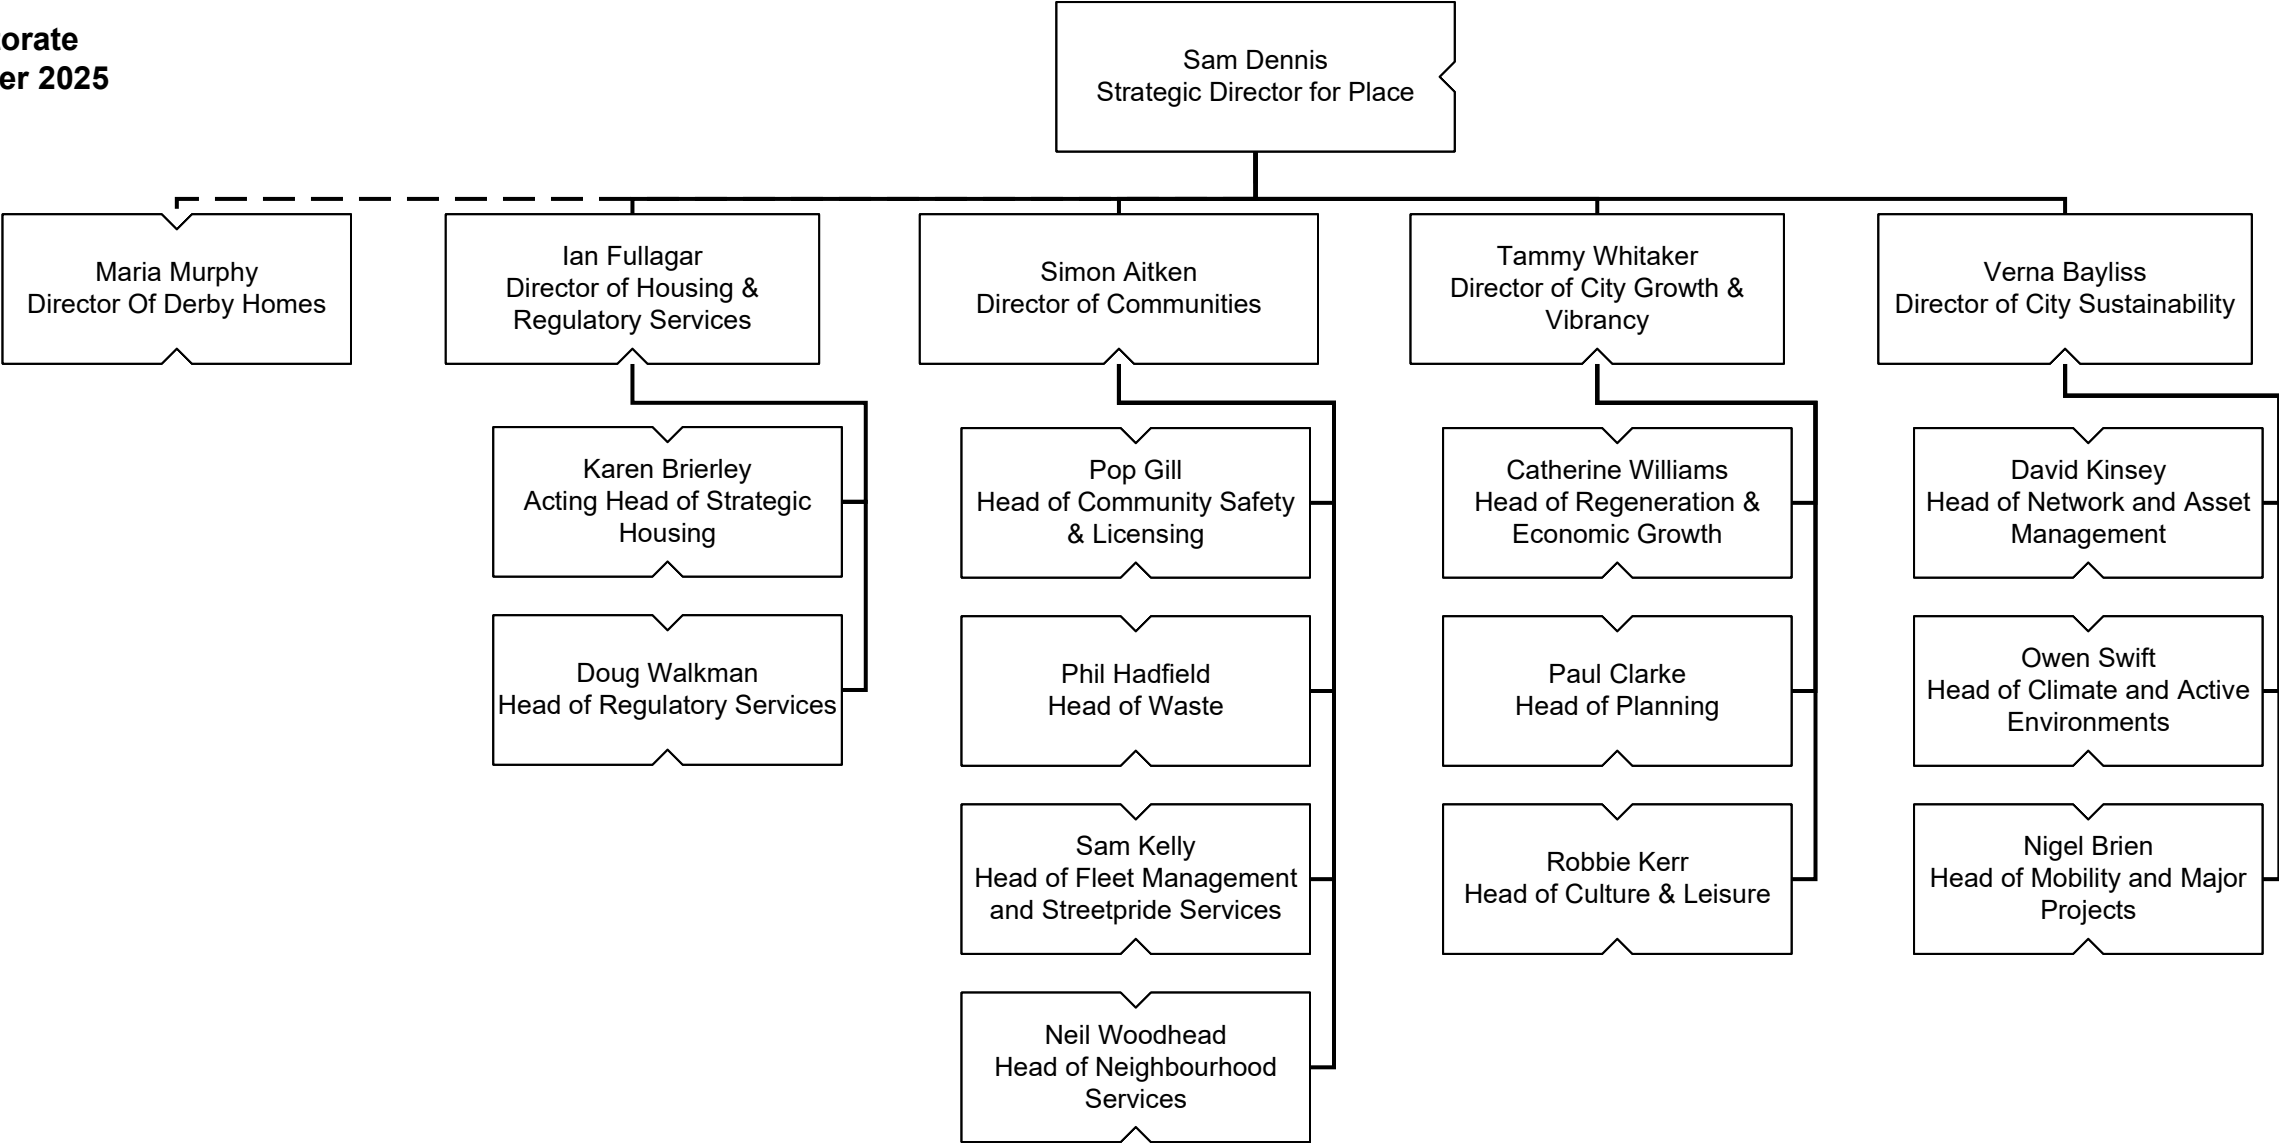 orate
er 2025
Sam Dennis
Strategic Director for Place
Maria Murphy
Director Of Derby Homes
Ian Fullagar
Director of Housing &
Regulatory Services
Simon Aitken
Director of Communities
Tammy Whitaker
Director of City Growth &
Vibrancy
Verna Bayliss
Director of City Sustainability
Karen Brierley
Acting Head of Strategic
Housing
Doug Walkman
Head of Regulatory Services
Pop Gill
Head of Community Safety
& Licensing
Phil Hadfield
Head of Waste
Sam Kelly
Head of Fleet Management
and Streetpride Services
Neil Woodhead
Head of Neighbourhood
Services
Catherine Williams
Head of Regeneration &
Economic Growth
Paul Clarke
Head of Planning
Robbie Kerr
Head of Culture & Leisure
David Kinsey
Head of Network and Asset
Management
Owen Swift
Head of Climate and Active
Environments
Nigel Brien
Head of Mobility and Major
Projects